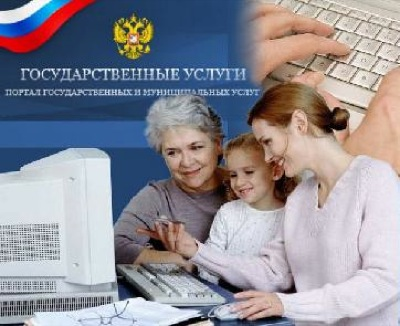 ГОСУДАРСТВЕННЫЕ УСЛУГИ
ПОРТАЛ ГОСУДАРСТВЕННЫХ И МУНИЦИПАЛЬНЫХ УСЛУГ